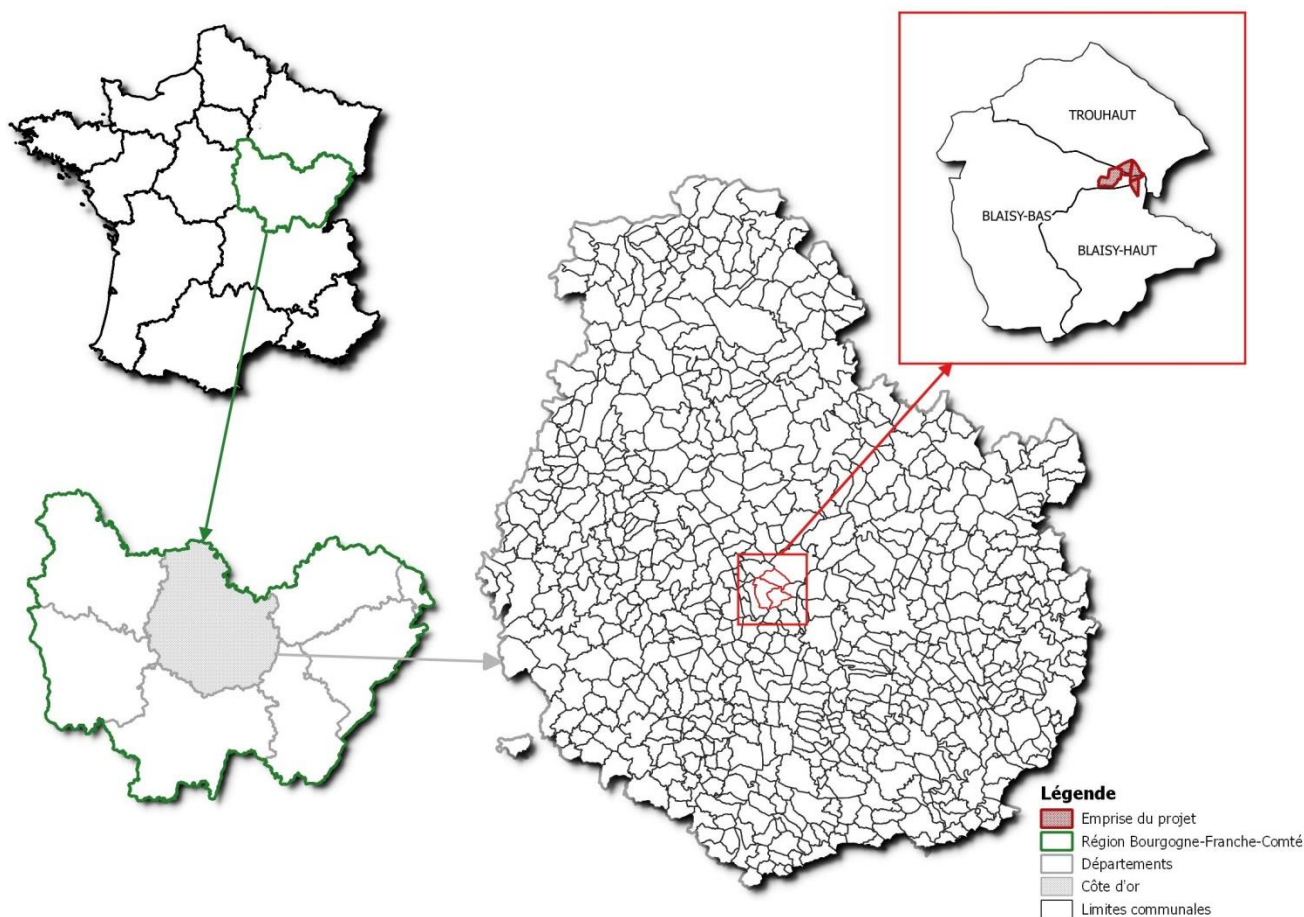 TROUHAUT
BLAISY-BAS
BLAISY-HAUT
Légende
Emprise du projet
Région Bourgogne-Franche-Comté
Départements
Côte d'or
Limites communales